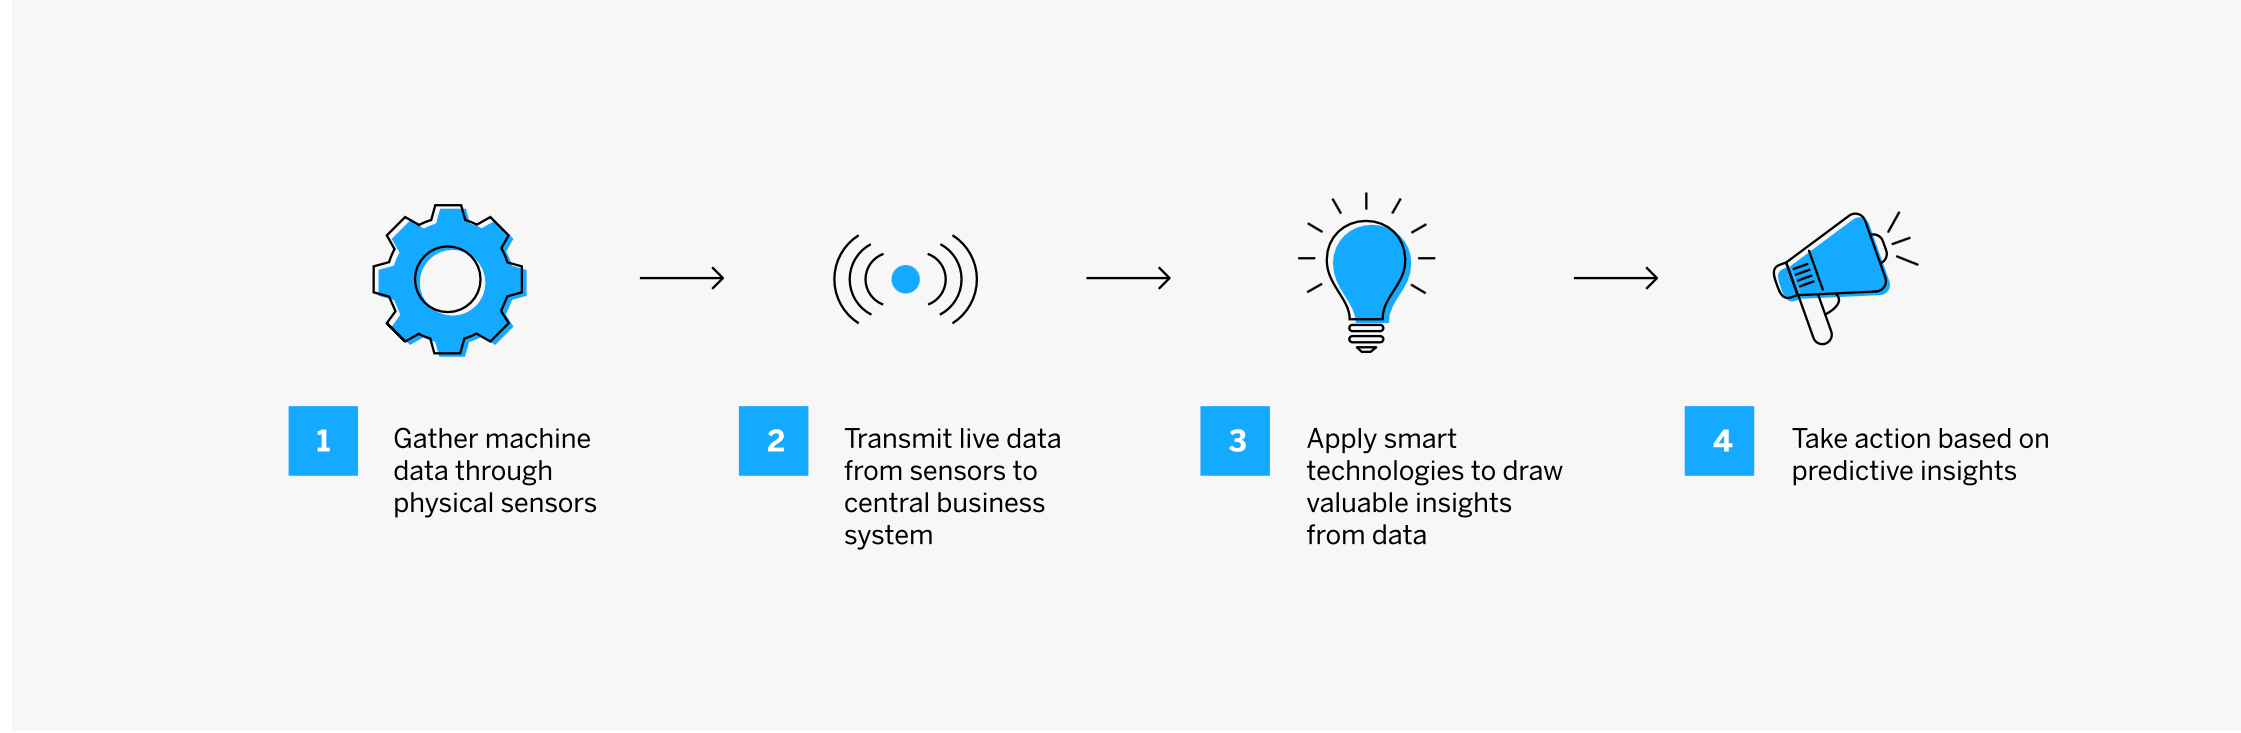 1
Gather machine
data through
physical sensors
2
Transmit live data
from sensors to
central business
system
3
Apply smart
technologies to draw
valuable insights
from data
4
Take action based on
predictive insights